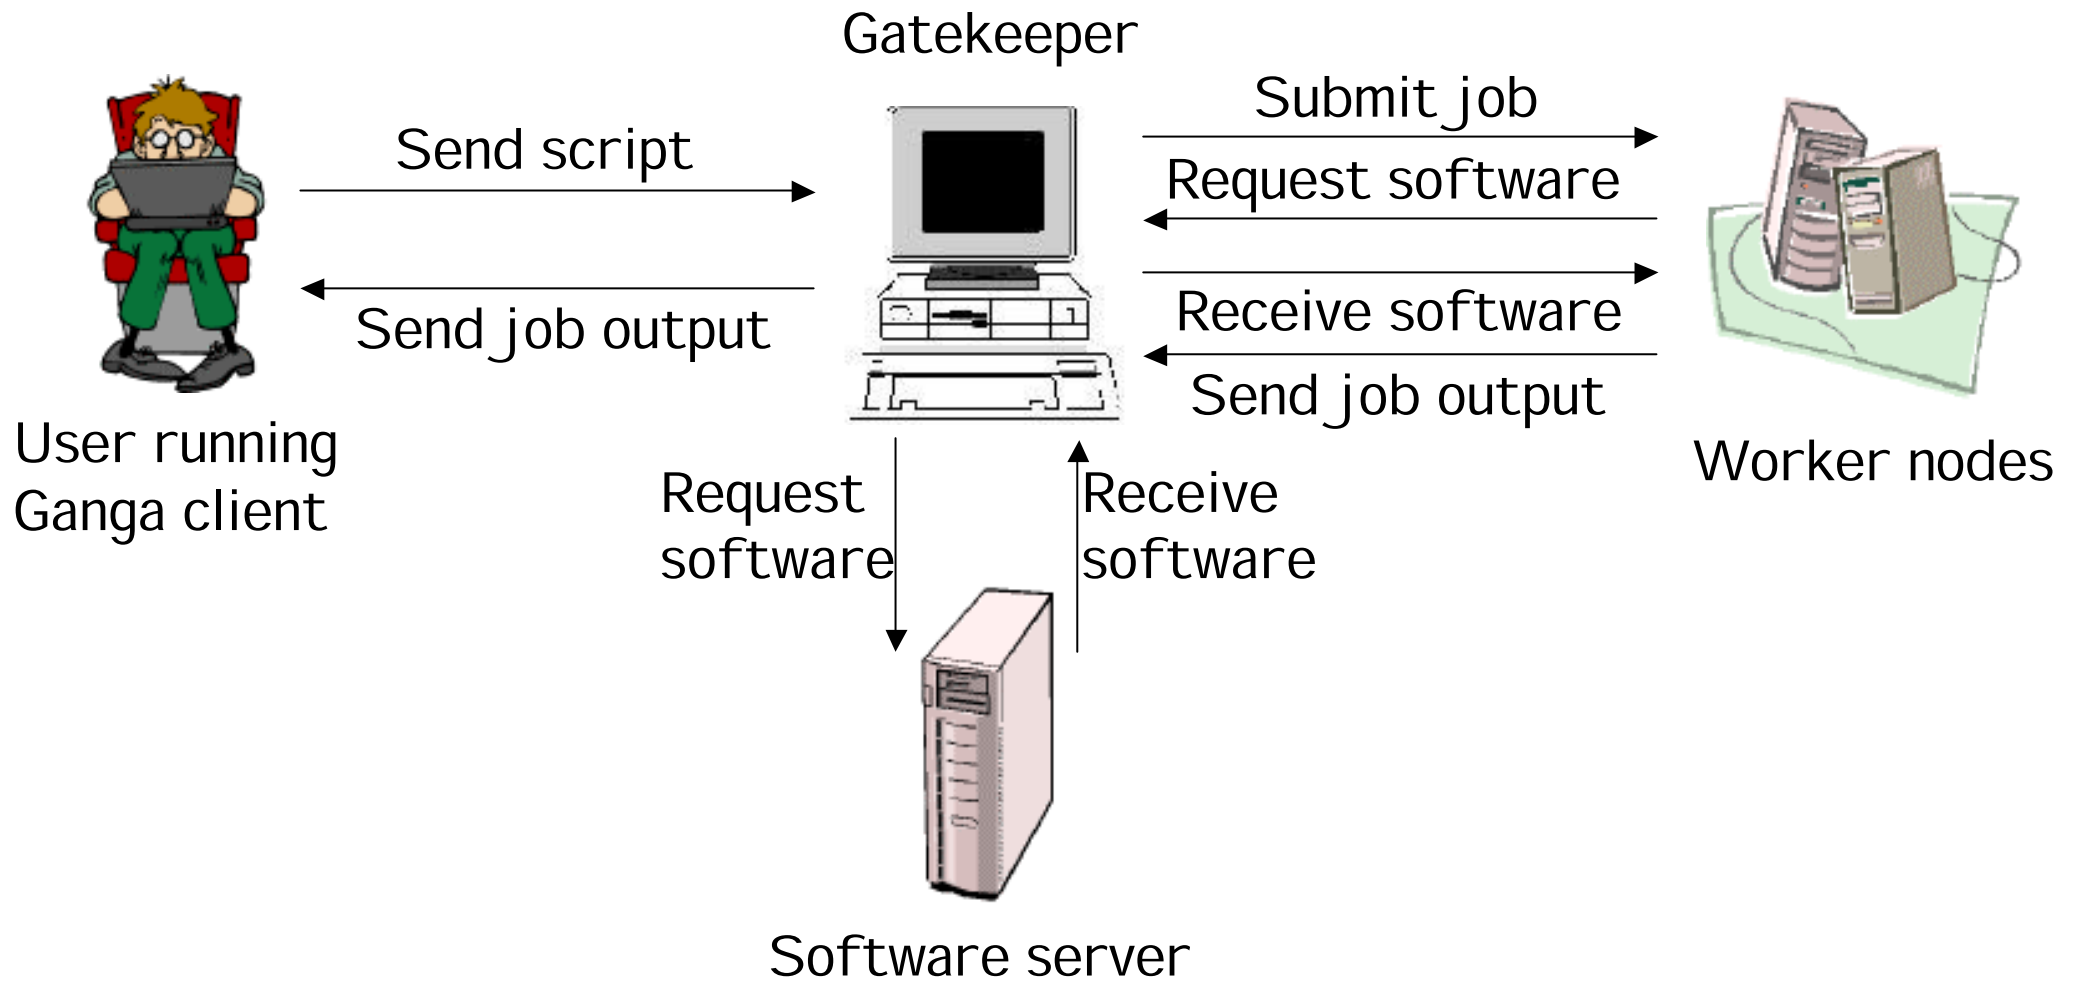 Gatekeeper
Send script
Send job output
Submit job
Request software
Receive software
Send job output
User running
Ganga client
Worker nodes
Request
software
Receive
software
Software server